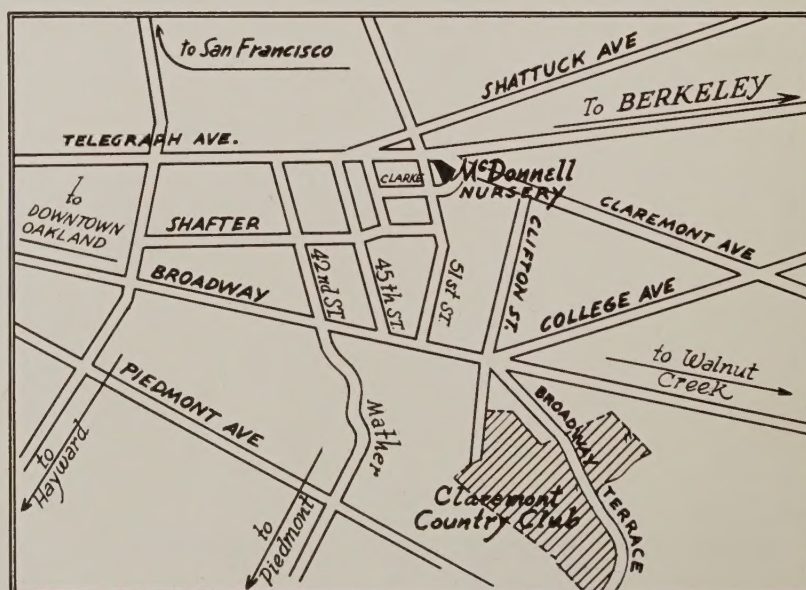 to San Francisco
SHATTUCK AVE
To BERKELEY
TELEGRAPH AVE.
CLARKE
McDonnell
NURSERY
to
DOWNTOWN
OAKLAND
SHAFTER
CLAREMONT AVE
CLIFTON ST.
BROADWAY
42nd ST.
45th ST.
51st ST.
COLLEGE AVE
to Walnut
Creek
PIEDMONT AVE
Mather
BROADWAY TERRACE
to
Hayward
to
Piedmont
Claremont
Country Club